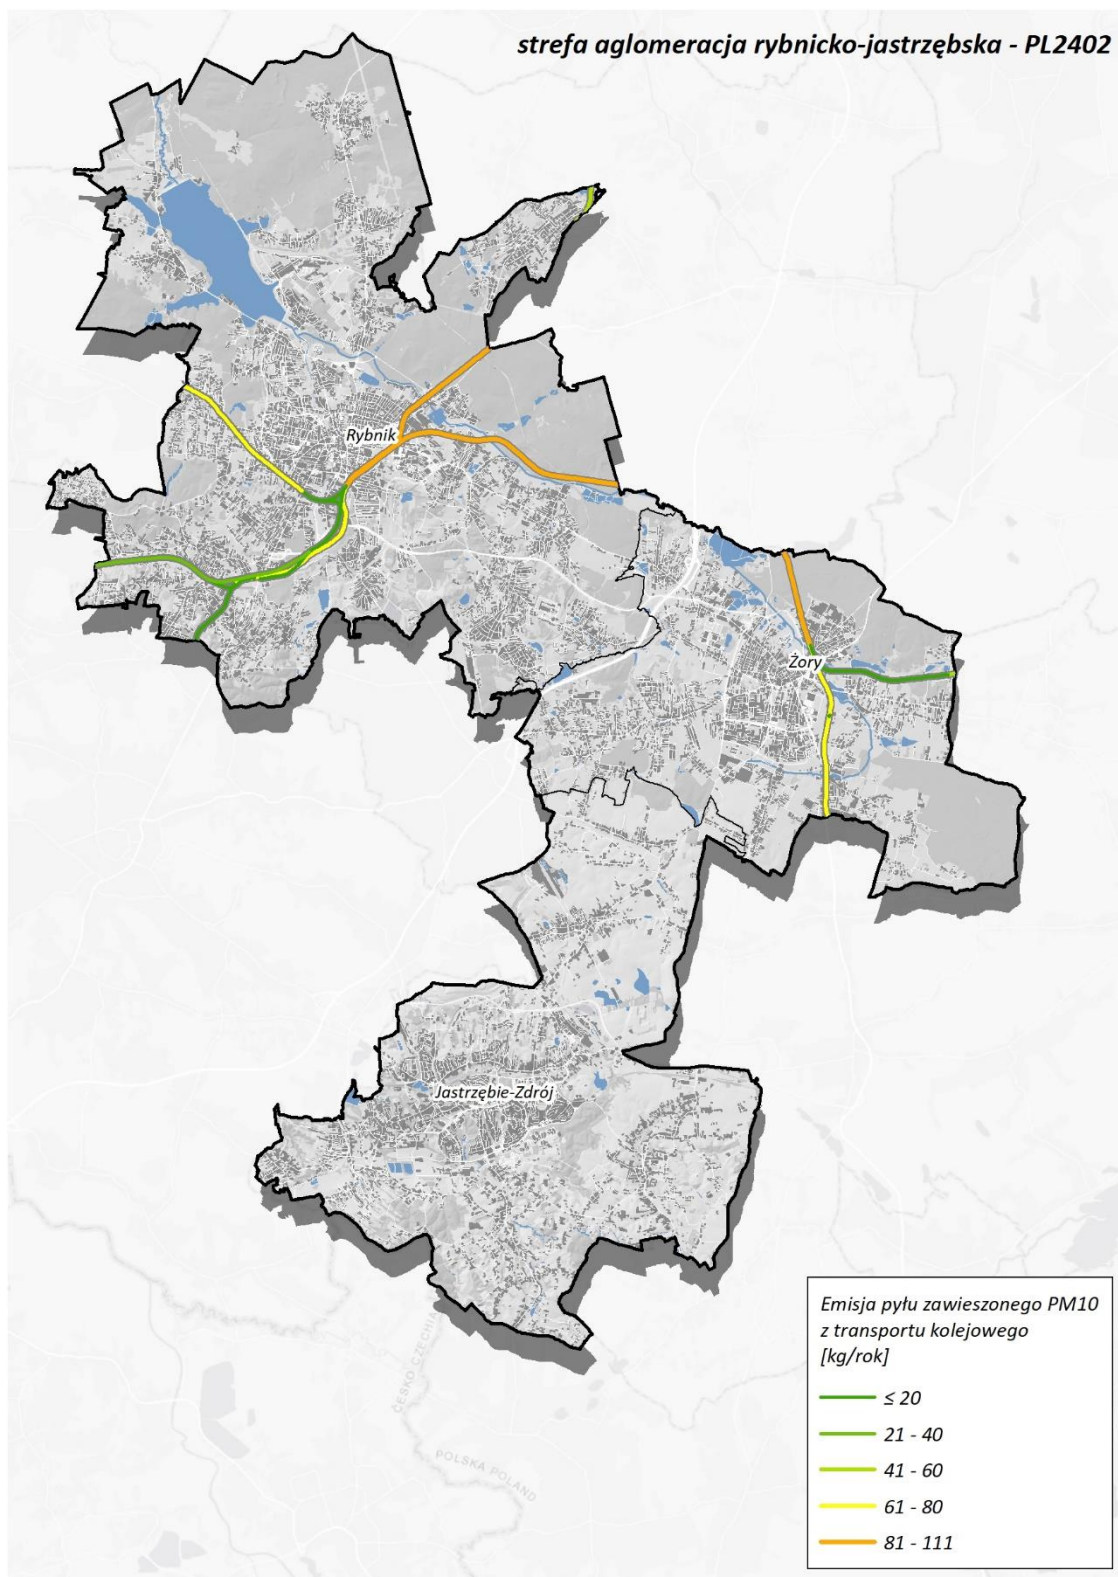 strefa aglomeracja rybnicko-jastrzębska - PL2402
Rybnik
Żory
Jastrzębie-Zdrój
ČESKO CZECHIA
POLSKA POLAND
Emisja pyłu zawieszonego PM10
z transportu kolejowego
[kg/rok]
≤ 20
21 - 40
41 - 60
61 - 80
81 - 111